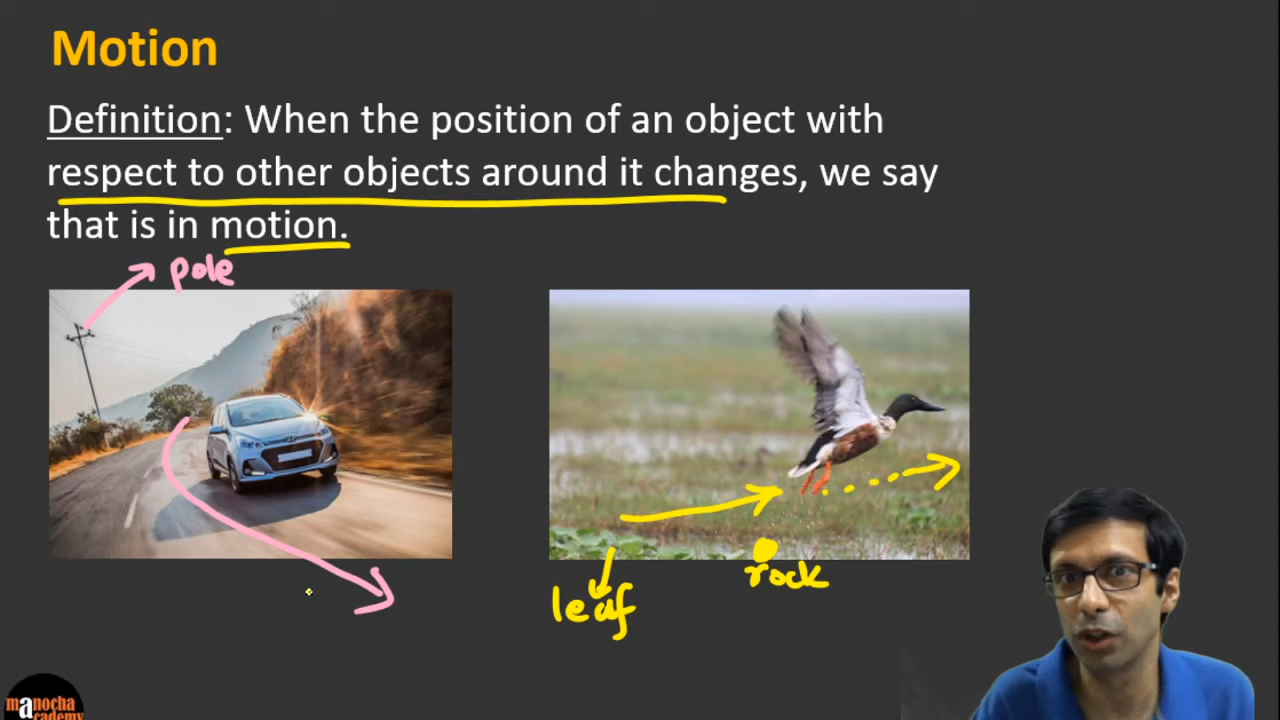 Motion
Definition: When the position of an object with
respect to other objects around it changes, we say
that is in motion.
pole
rock
leaf
manocha
academy